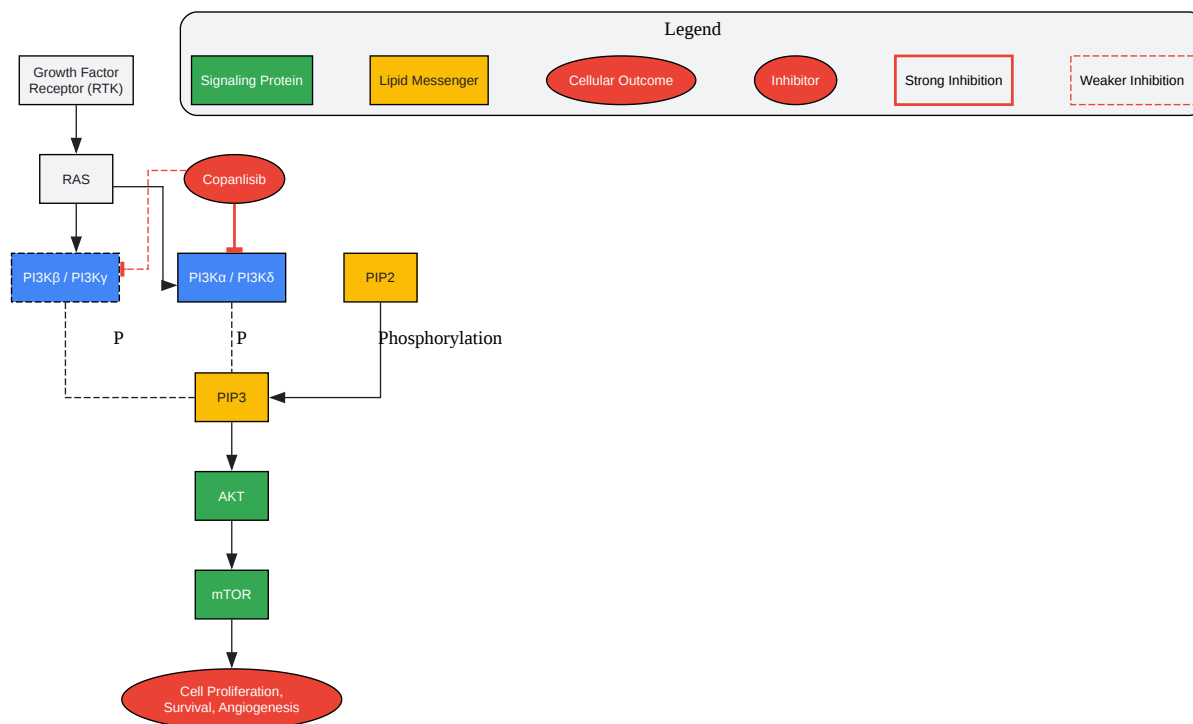 Legend
Signaling Protein
Lipid Messenger
Cellular Outcome
Inhibitor
Strong Inhibition
Weaker Inhibition
Growth Factor
Receptor (RTK)
RAS
Copanlisib
PI3Kβ / PI3Kγ
PI3Kα / PI3Kδ
PIP2
P
P
Phosphorylation
PIP3
AKT
mTOR
Cell Proliferation,
Survival, Angiogenesis